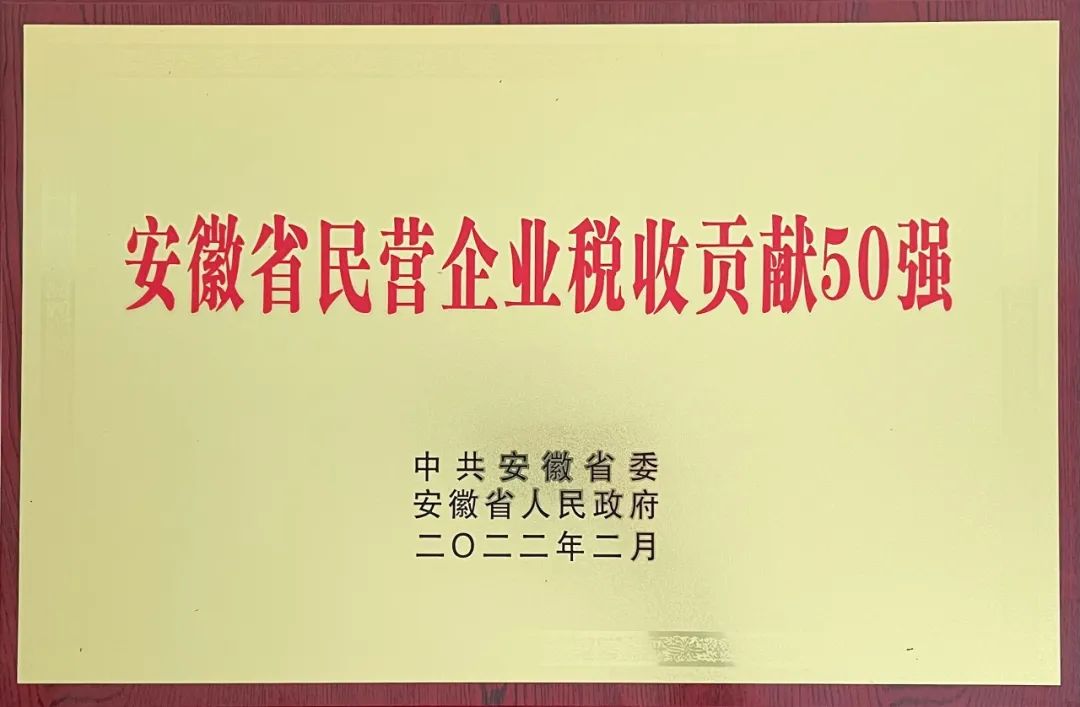 安徽省民营企业税收贡献50强
中共安徽省委
安徽省人民政府
二〇二二年二月